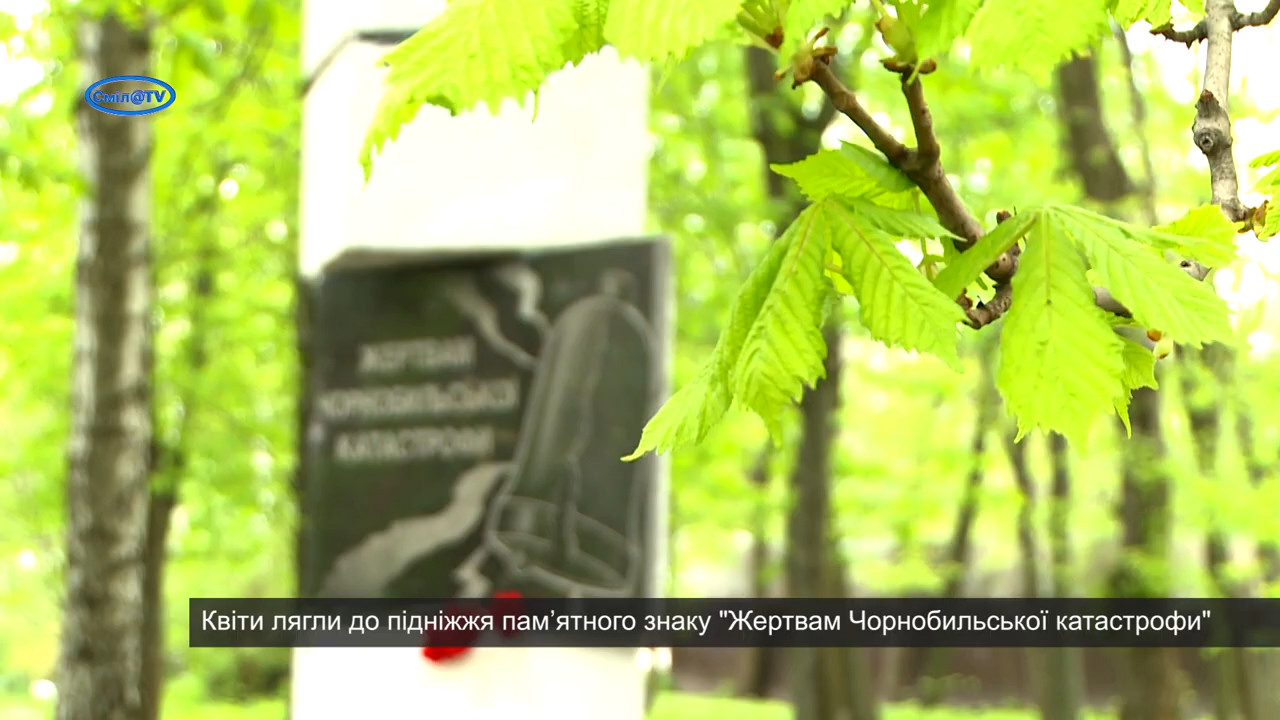 Сміл@TV
ЖЕРТВАМ
ЧОРНОБИЛЬСЬКОЇ
КАТАСТРОФИ
Квіти лягли до підніжжя пам’ятного знаку "Жертвам Чорнобильської катастрофи"